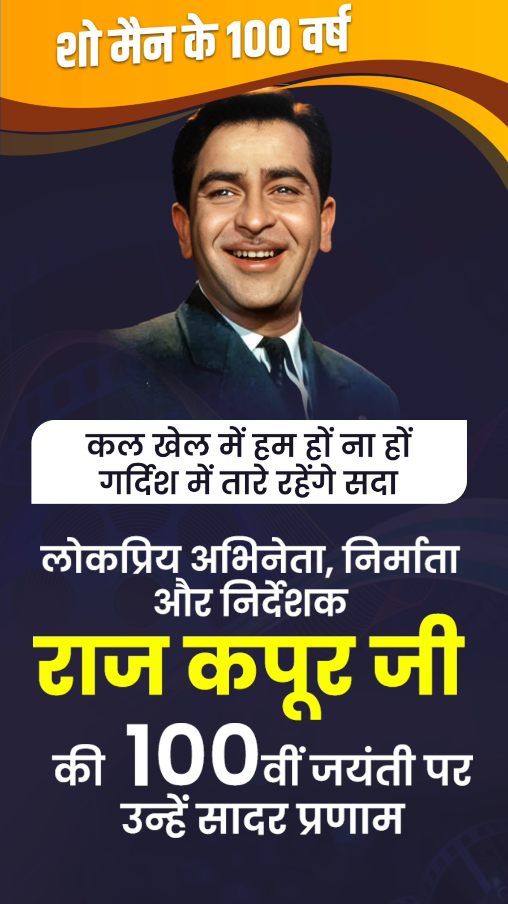 शो मैन के 100 वर्ष
कल खेल में हम हों ना हों
गर्दिश में तारे रहेंगे सदा
लोकप्रिय अभिनेता, निर्माता
और निर्देशक
राज कपूर जी
की 100वीं जयंती पर
उन्हें सादर प्रणाम